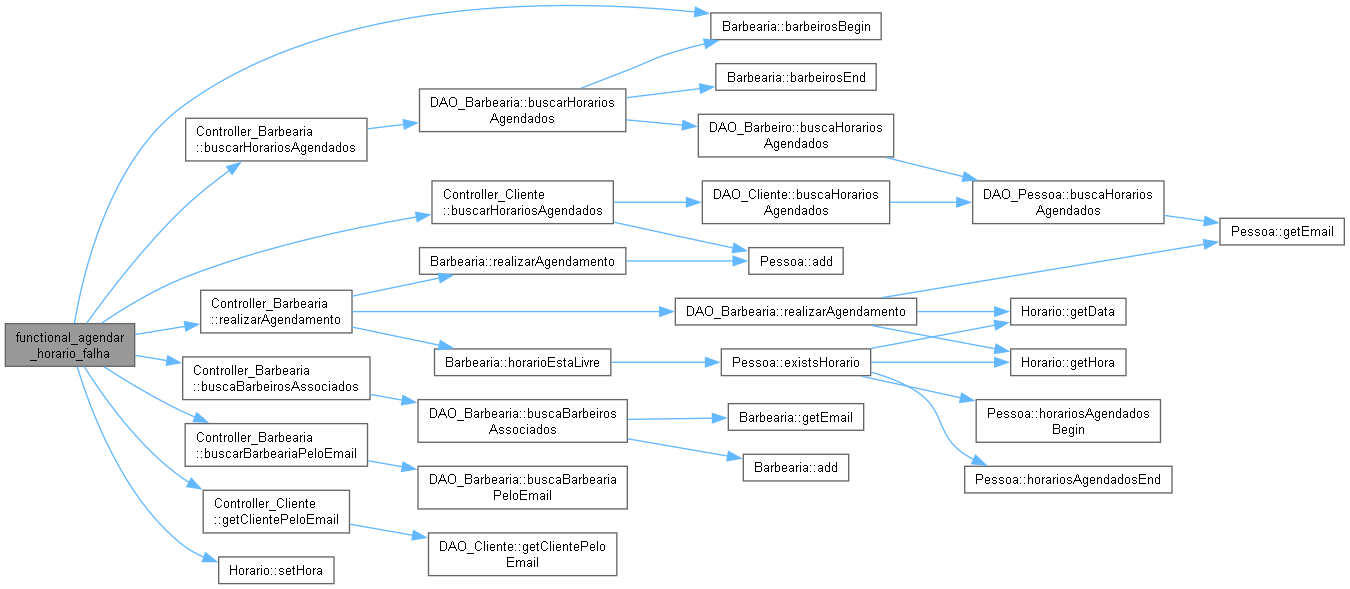 functional_agendar
_horario_falha
Barbearia::barbeirosBegin
Controller_Barbearia
::buscarHorariosAgendados
DAO_Barbearia::buscarHorarios
Agendados
Barbearia::barbeirosEnd
DAO_Barbeiro::buscaHorarios
Agendados
DAO_Pessoa::buscaHorarios
Agendados
Pessoa::getEmail
Controller_Cliente
::buscarHorariosAgendados
DAO_Cliente::buscaHorarios
Agendados
Pessoa::add
Controller_Barbearia
::realizarAgendamento
Barbearia::realizarAgendamento
DAO_Barbearia::realizarAgendamento
Horario::getData
Horario::getHora
Barbearia::horarioEstaLivre
Pessoa::existsHorario
Pessoa::horariosAgendados
Begin
Pessoa::horariosAgendadosEnd
Controller_Barbearia
::buscaBarbeirosAssociados
DAO_Barbearia::buscaBarbeiros
Associados
Barbearia::getEmail
Barbearia::add
Controller_Barbearia
::buscarBarbeariaPeloEmail
DAO_Barbearia::buscaBarbearia
PeloEmail
Controller_Cliente
::getClientePeloEmail
DAO_Cliente::getClientePelo
Email
Horario::setHora